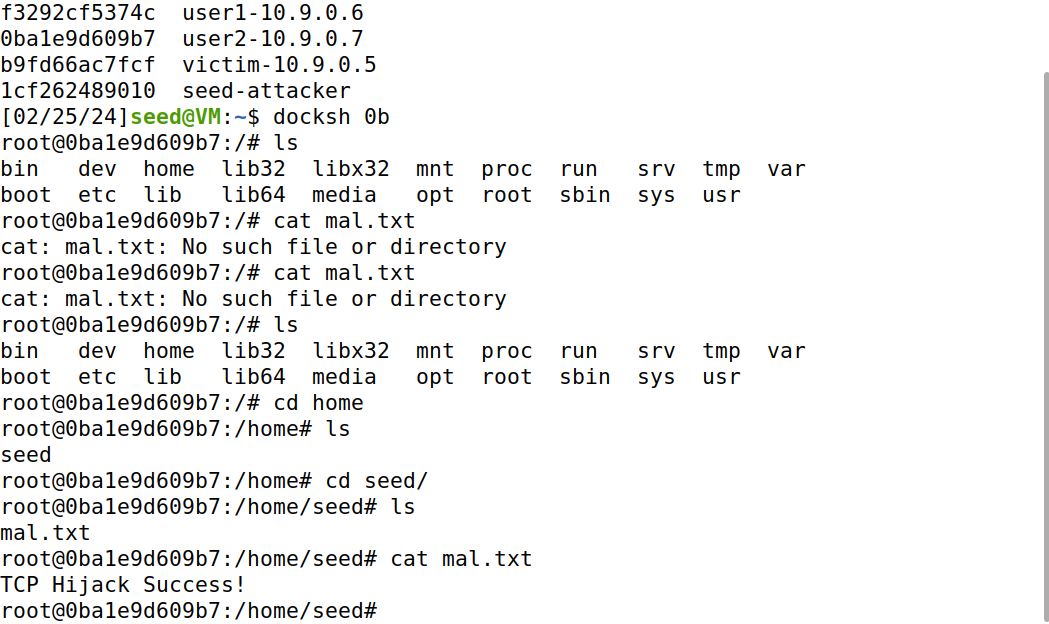 f3292cf5374c  user1-10.9.0.6
0ba1e9d609b7  user2-10.9.0.7
b9fd66ac7fcf  victim-10.9.0.5
1cf262489010  seed-attacker
[02/25/24]seed@VM:~$ docksh 0b
root@0ba1e9d609b7:/# ls
bin   dev  home  lib32  libx32  mnt  proc  run   srv  tmp  var
boot  etc  lib   lib64  media   opt  root  sbin  sys  usr
root@0ba1e9d609b7:/# cat mal.txt
cat: mal.txt: No such file or directory
root@0ba1e9d609b7:/# cat mal.txt
cat: mal.txt: No such file or directory
root@0ba1e9d609b7:/# ls
bin   dev  home  lib32  libx32  mnt  proc  run   srv  tmp  var
boot  etc  lib   lib64  media   opt  root  sbin  sys  usr
root@0ba1e9d609b7:/# cd home
root@0ba1e9d609b7:/home# ls
seed
root@0ba1e9d609b7:/home# cd seed/
root@0ba1e9d609b7:/home/seed# ls
mal.txt
root@0ba1e9d609b7:/home/seed# cat mal.txt
TCP Hijack Success!
root@0ba1e9d609b7:/home/seed#